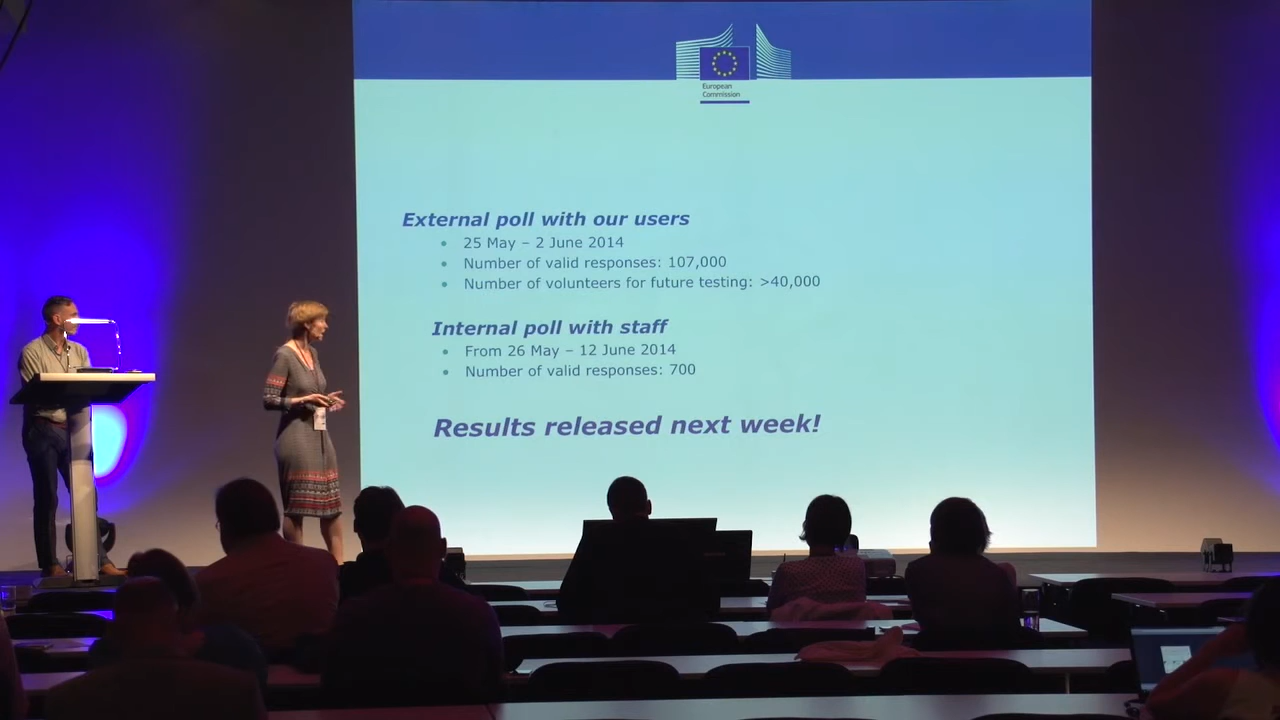 European
Commission
External poll with our users
• 25 May – 2 June 2014
• Number of valid responses: 107,000
• Number of volunteers for future testing: >40,000
Internal poll with staff
• From 26 May – 12 June 2014
• Number of valid responses: 700
Results released next week!